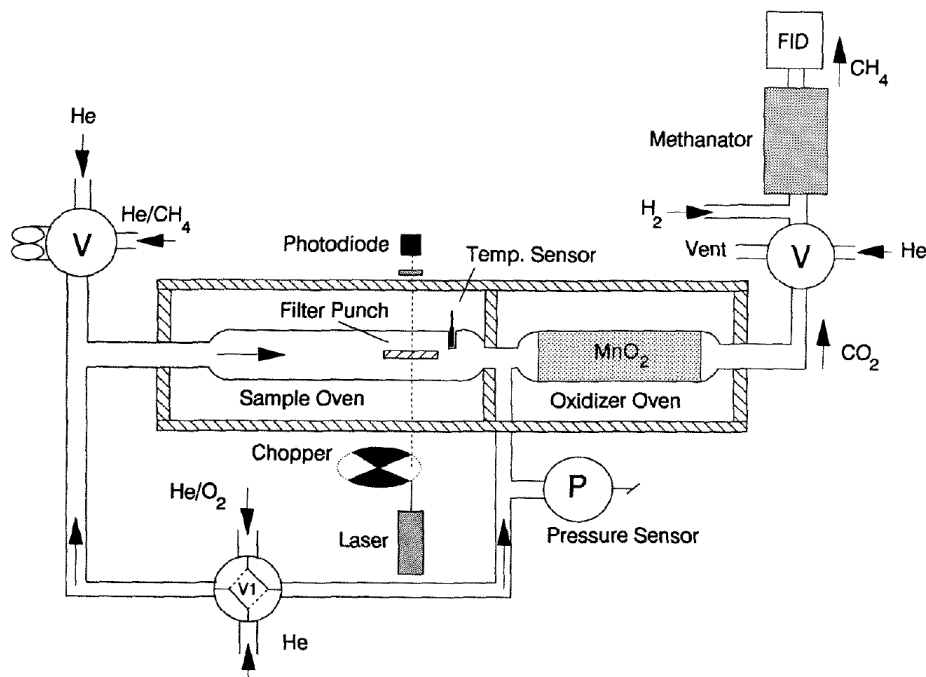 FID
CH4
Methanator
He
He/CH4
H2
V
Photodiode
Temp. Sensor
Vent
V
He
Filter Punch
MnO2
CO2
Sample Oven
Oxidizer Oven
Chopper
He/O2
P
Laser
Pressure Sensor
V1
He